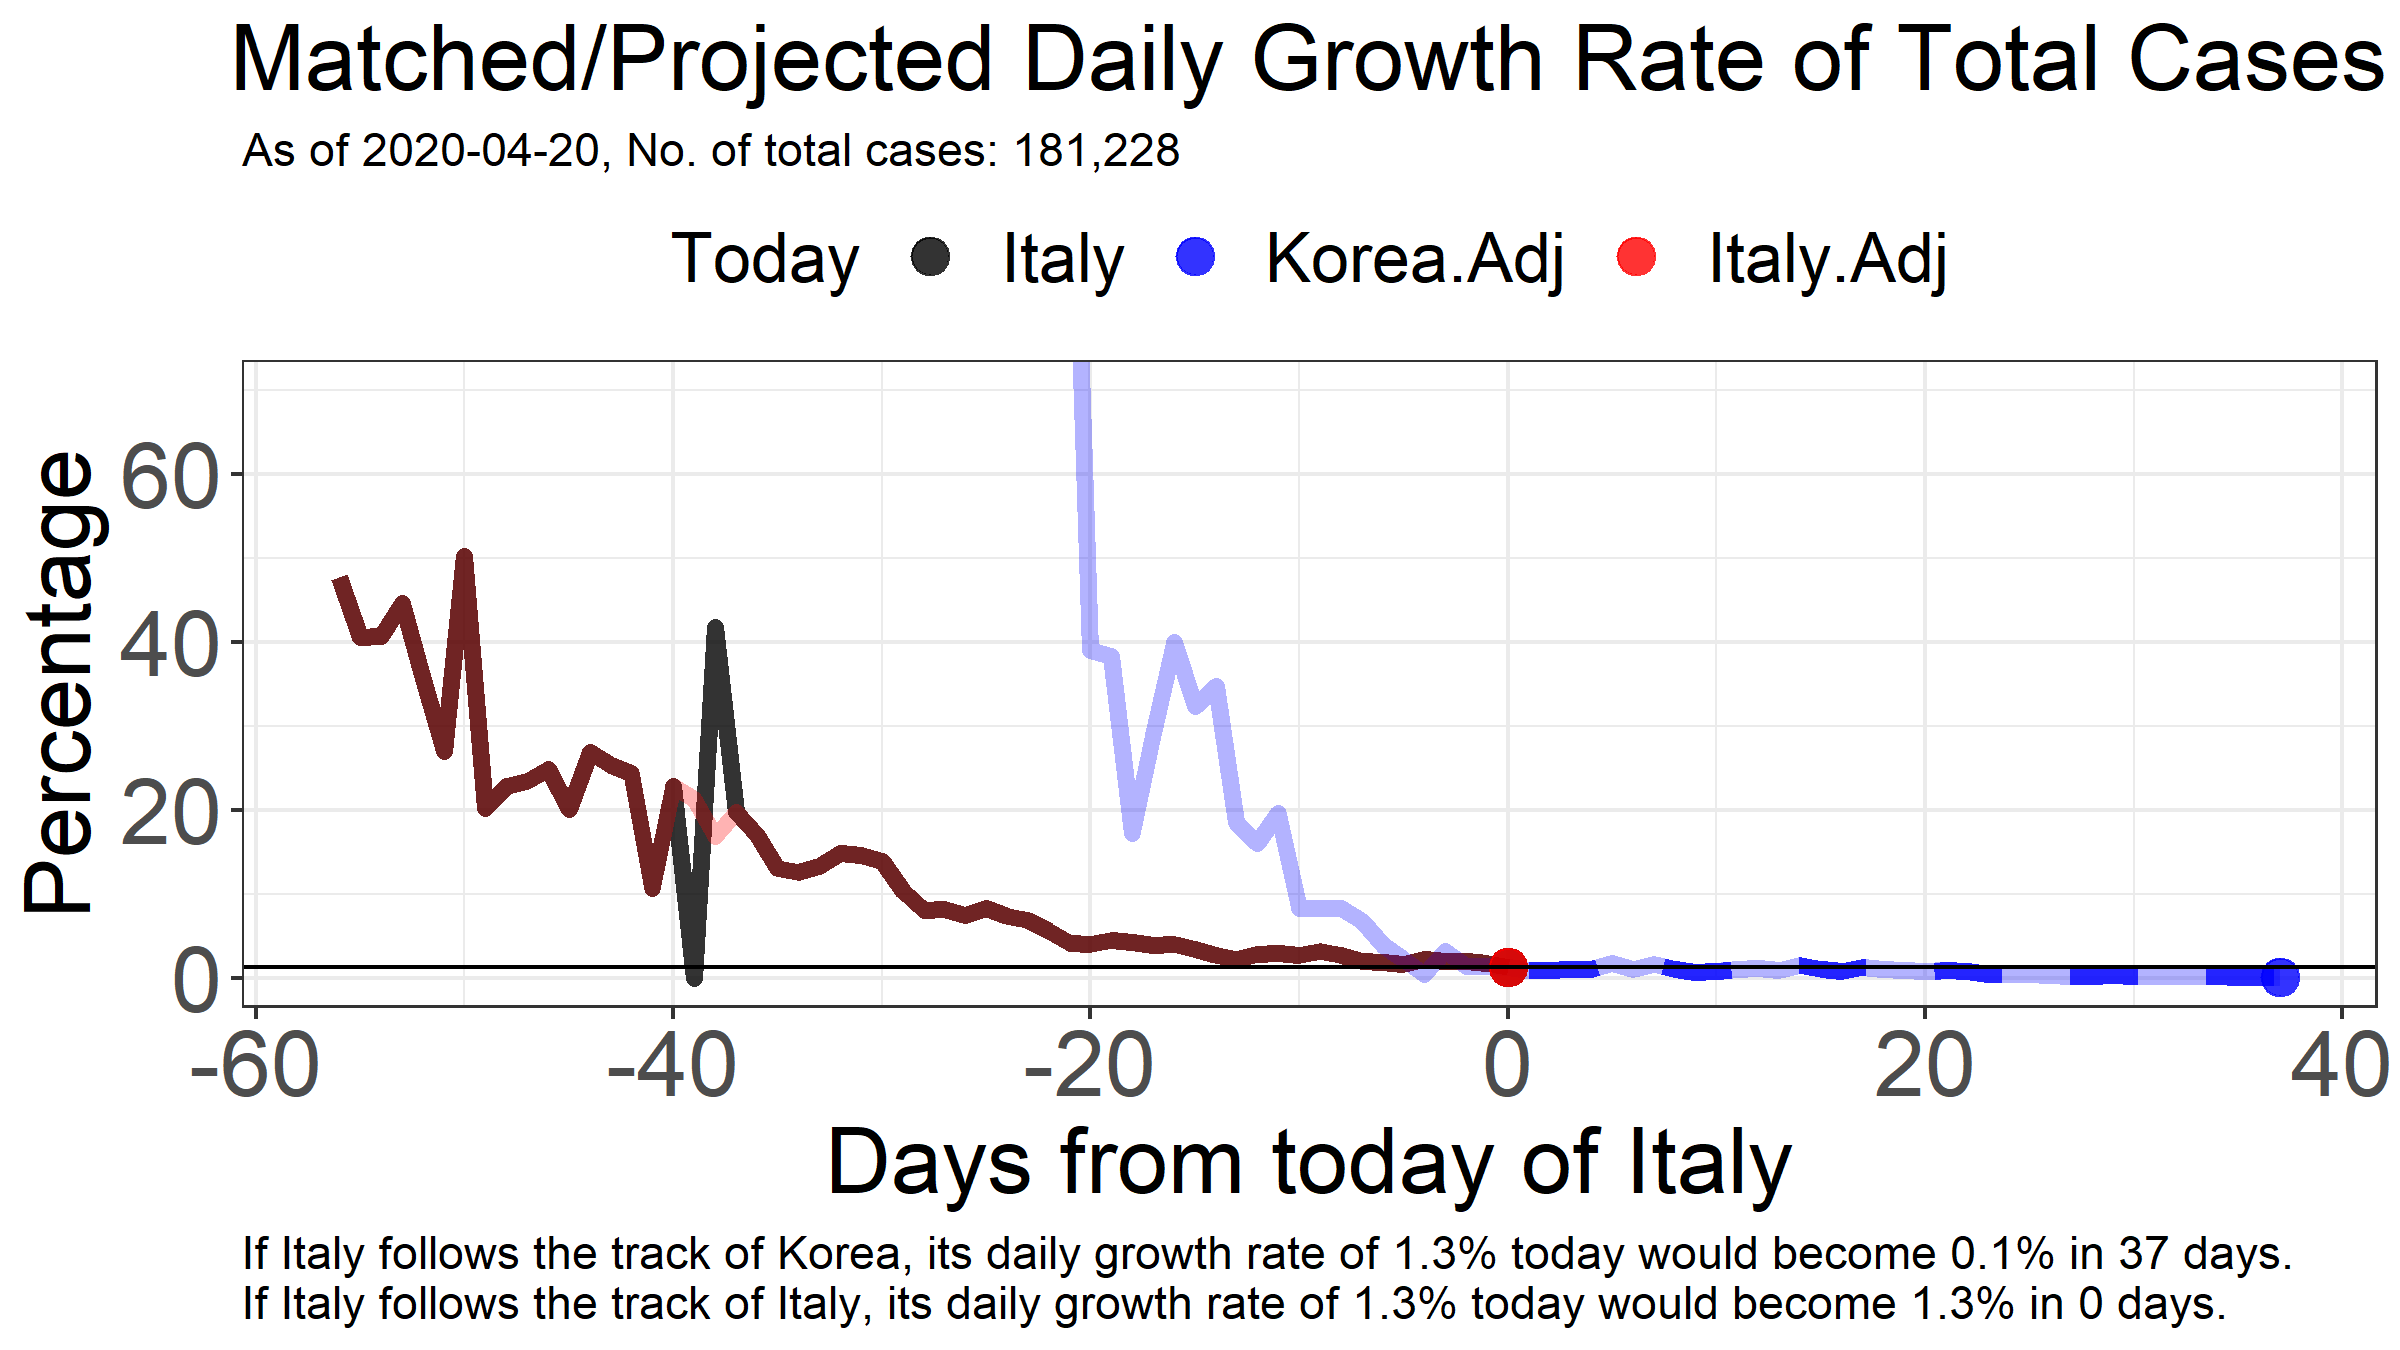 Matched/Projected Daily Growth Rate of Total Cases
As of 2020-04-20, No. of total cases: 181,228
Today Italy Korea.Adj Italy.Adj
Percentage
60
40
20
0
-60 -40 -20 0 20 40
Days from today of Italy
If Italy follows the track of Korea, its daily growth rate of 1.3% today would become 0.1% in 37 days.
If Italy follows the track of Italy, its daily growth rate of 1.3% today would become 1.3% in 0 days.